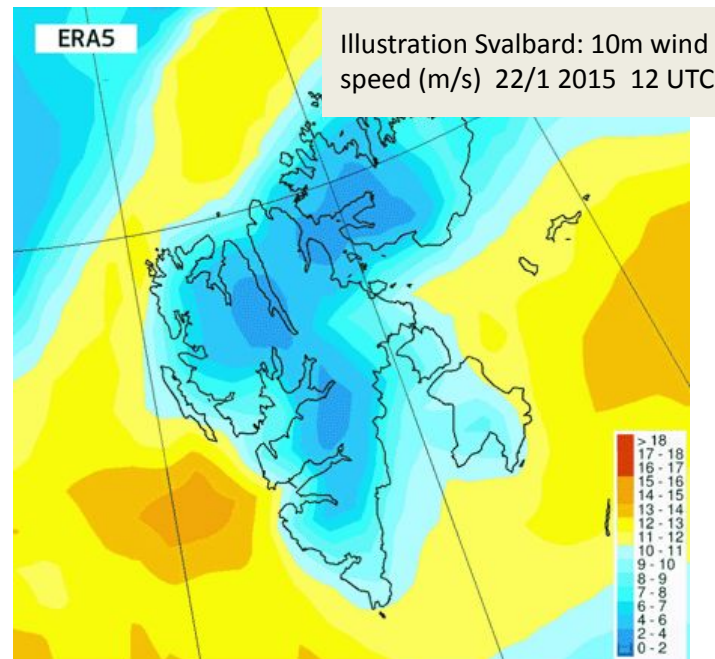 ERA5
Illustration Svalbard: 10m wind
speed (m/s)  22/1 2015  12 UTC
> 18
17 - 18
16 - 17
15 - 16
14 - 15
13 - 14
12 - 13
11 - 12
10 - 11
9 - 10
8 - 9
7 - 8
6 - 7
4 - 6
2 - 4
0 - 2